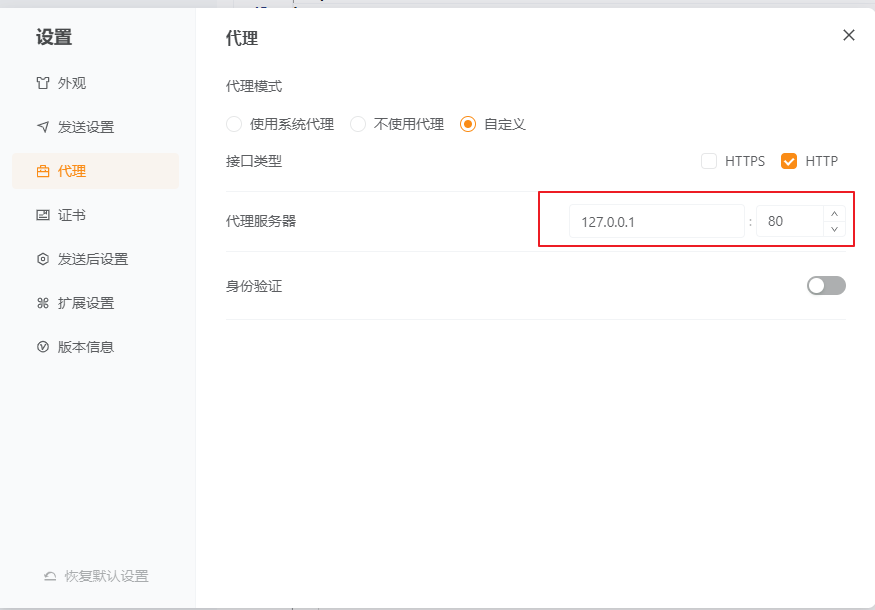 设置
外观
发送设置
代理
证书
发送后设置
扩展设置
版本信息
恢复默认设置
代理
代理模式
使用系统代理 不使用代理 自定义
接口类型 HTTPS HTTP
代理服务器 127.0.0.1 : 80
身份验证